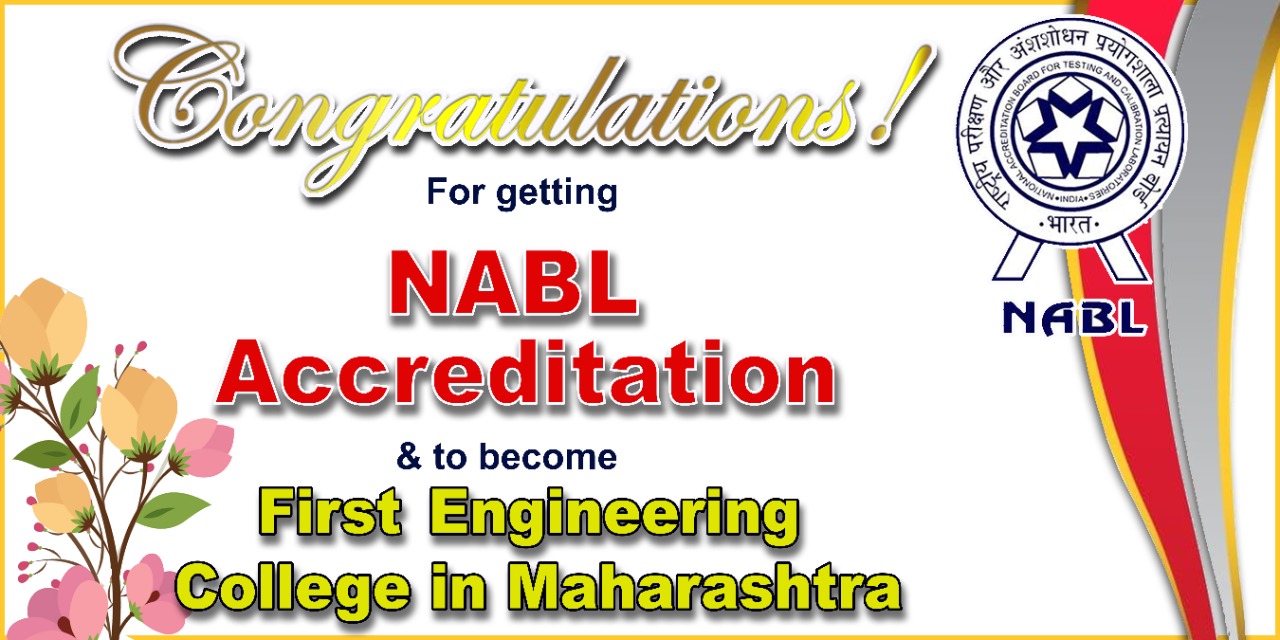 Congratulations!
For getting
NABL
Accreditation
& to become
First Engineering
College in Maharashtra
राष्ट्रीय परीक्षण और अंशशोधन प्रयोगशाला प्रत्यायन बोर्ड
NATIONAL ACCREDITATION BOARD FOR TESTING AND CALIBRATION LABORATORIES
•INDIA•
•भारत•
NABL